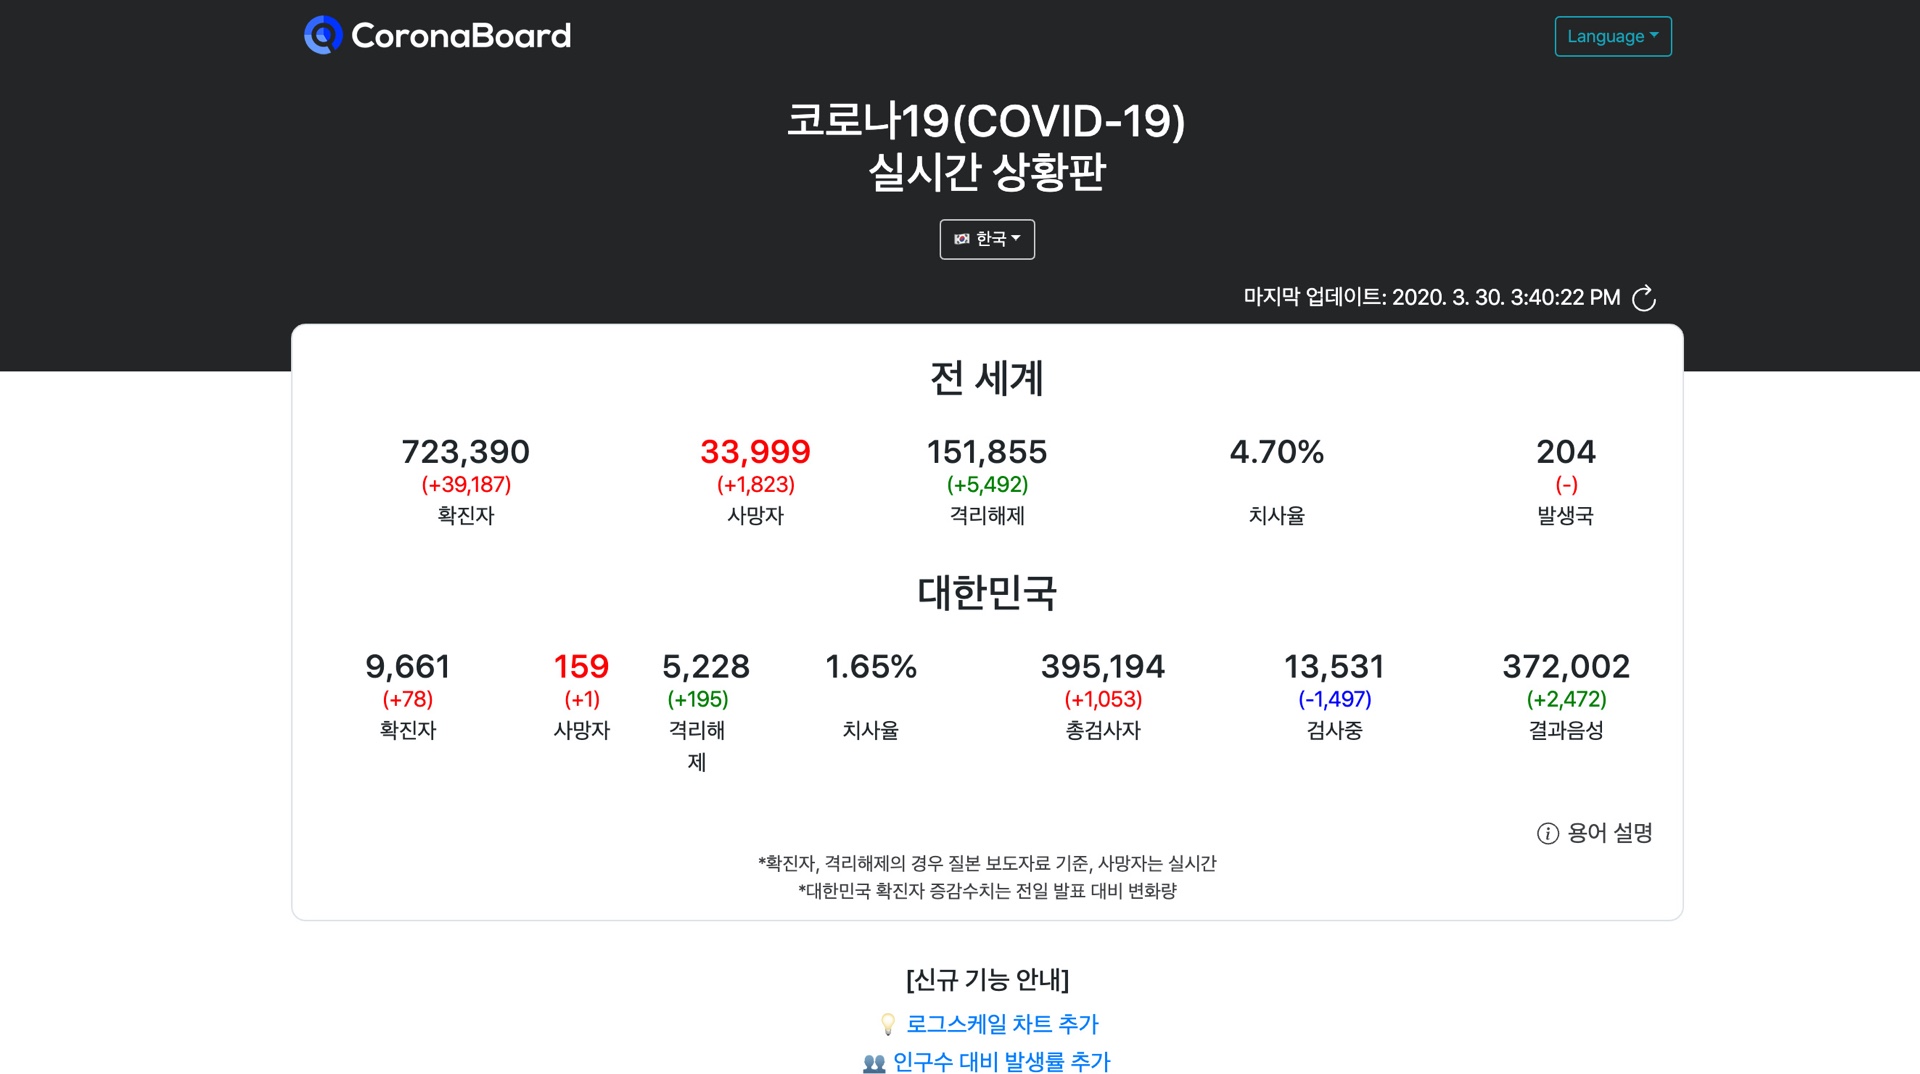 CoronaBoard
Language
코로나19(COVID-19)
실시간 상황판
한국
마지막 업데이트: 2020. 3. 30. 3:40:22 PM
전 세계
723,390 33,999 151,855 4.70% 204
(+39,187) (+1,823) (+5,492) (-)
확진자 사망자 격리해제 치사율 발생국
대한민국
9,661 159 5,228 1.65% 395,194 13,531 372,002
(+78) (+1) (+195) (+1,053) (-1,497) (+2,472)
확진자 사망자 격리해 치사율 총검사자 검사중 결과음성
제
용어 설명
*확진자, 격리해제의 경우 질본 보도자료 기준, 사망자는 실시간
*대한민국 확진자 증감수치는 전일 발표 대비 변화량
[신규 기능 안내]
로그스케일 차트 추가
인구수 대비 발생률 추가